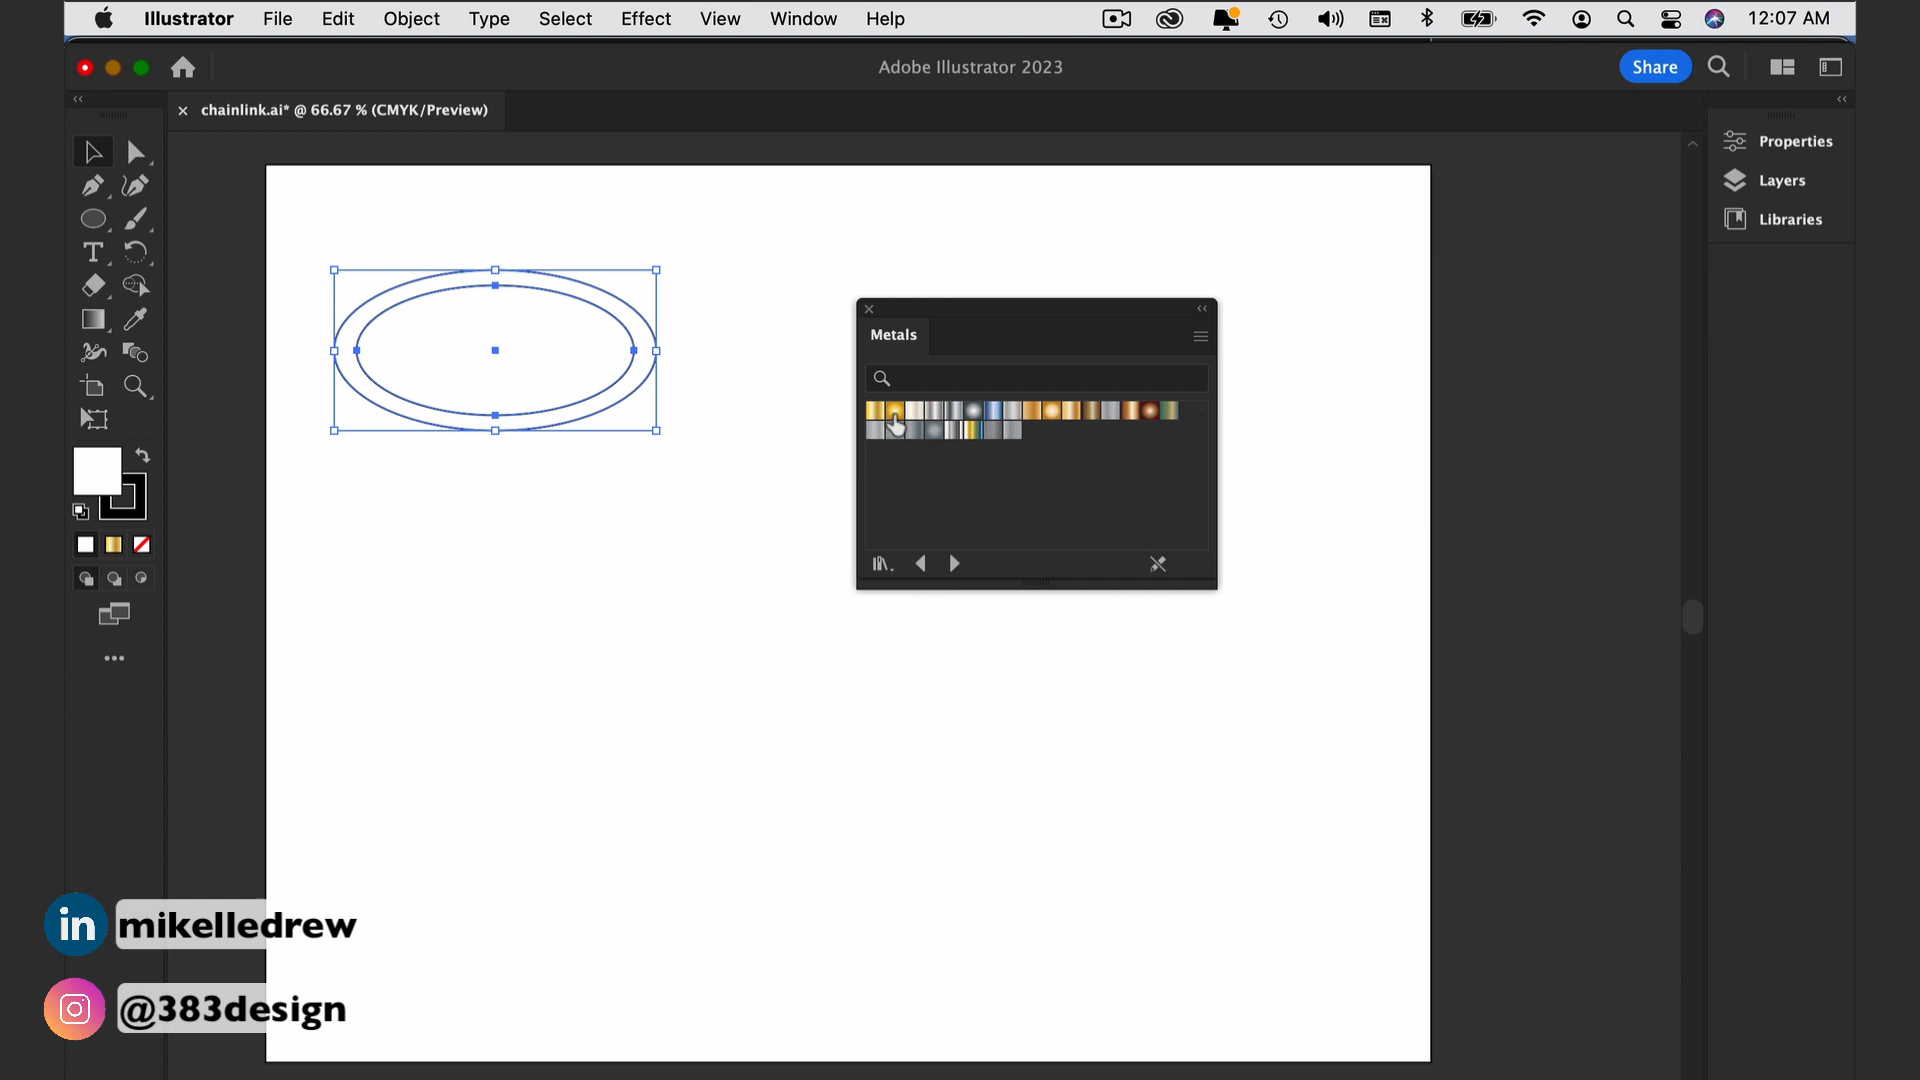 Illustrator File Edit Object Type Select Effect View Window Help 12:07 AM
Adobe Illustrator 2023
Share
chainlink.ai* @ 66.67 % (CMYK/Preview)
Properties
Layers
Libraries
Metals
in mikelledrew
@383design